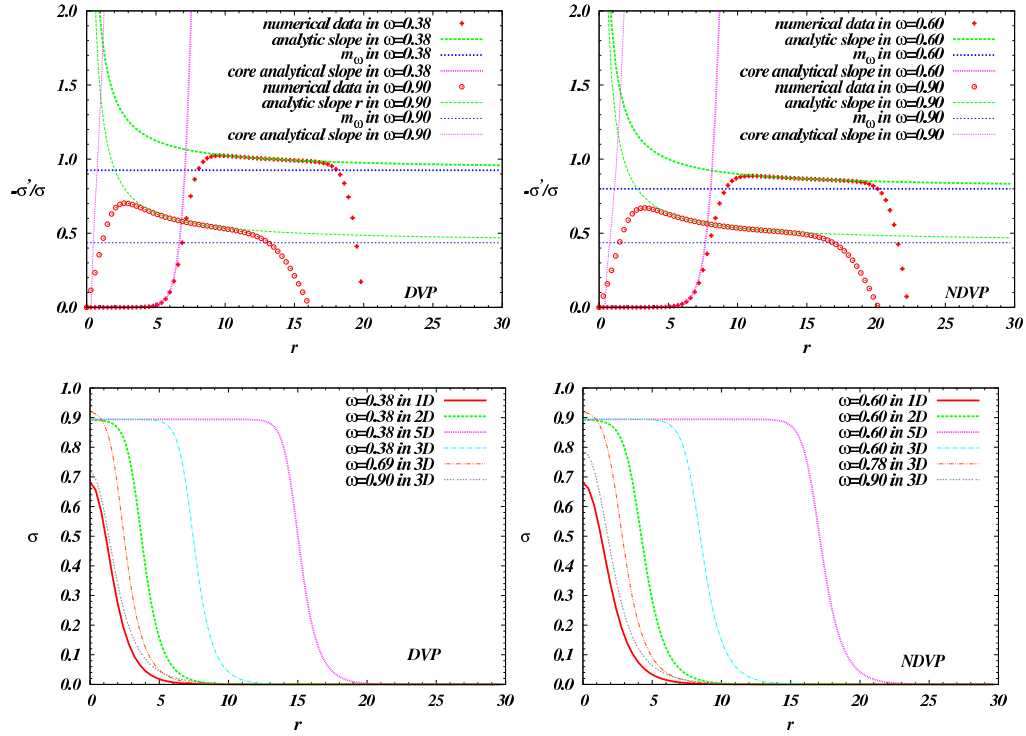 2.0
1.5
1.0
0.5
0.0
-σ'/σ
0 5 10 15 20 25 30
r
numerical data in ω=0.38
analytic slope in ω=0.38
mω in ω=0.38
core analytical slope in ω=0.38
numerical data in ω=0.90
analytic slope r in ω=0.90
mω in ω=0.90
core analytical slope in ω=0.90
DVP
2.0
1.5
1.0
0.5
0.0
-σ'/σ
0 5 10 15 20 25 30
r
numerical data in ω=0.60
analytic slope in ω=0.60
mω in ω=0.60
core analytical slope in ω=0.60
numerical data in ω=0.90
analytic slope in ω=0.90
mω in ω=0.90
core analytical slope in ω=0.90
NDVP
1.0
0.9
0.8
0.7
0.6
0.5
0.4
0.3
0.2
0.1
0.0
σ
0 5 10 15 20 25 30
r
ω=0.38 in 1D
ω=0.38 in 2D
ω=0.38 in 5D
ω=0.38 in 3D
ω=0.69 in 3D
ω=0.90 in 3D
DVP
1.0
0.9
0.8
0.7
0.6
0.5
0.4
0.3
0.2
0.1
0.0
σ
0 5 10 15 20 25 30
r
ω=0.60 in 1D
ω=0.60 in 2D
ω=0.60 in 5D
ω=0.60 in 3D
ω=0.78 in 3D
ω=0.90 in 3D
NDVP